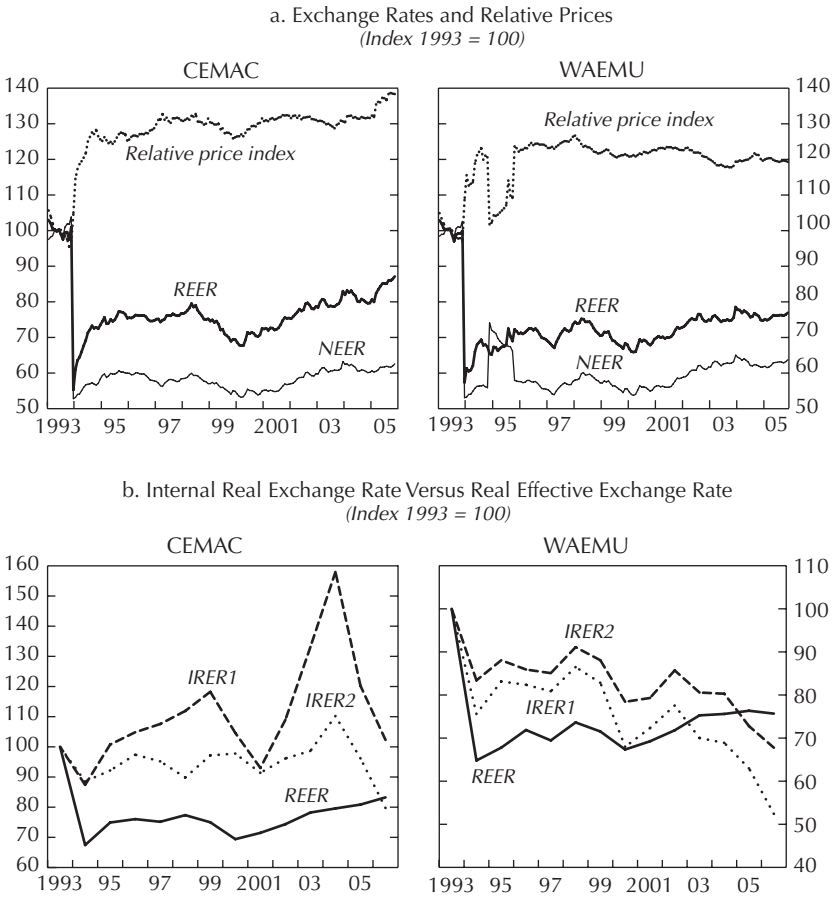 a. Exchange Rates and Relative Prices
(Index 1993 = 100)
CEMAC
WAEMU
140
130
120
110
100
90
80
70
60
50
Relative price index
REER
NEER
1993 95 97 99 2001 03 05
Relative price index
REER
NEER
140
130
120
110
100
90
80
70
60
50
1993 95 97 99 2001 03 05
b. Internal Real Exchange Rate Versus Real Effective Exchange Rate
(Index 1993 = 100)
CEMAC
WAEMU
160
150
140
130
120
110
100
90
80
70
60
IRER1
IRER2
REER
1993 95 97 99 2001 03 05
IRER2
IRER1
REER
110
100
90
80
70
60
50
40
1993 95 97 99 2001 03 05